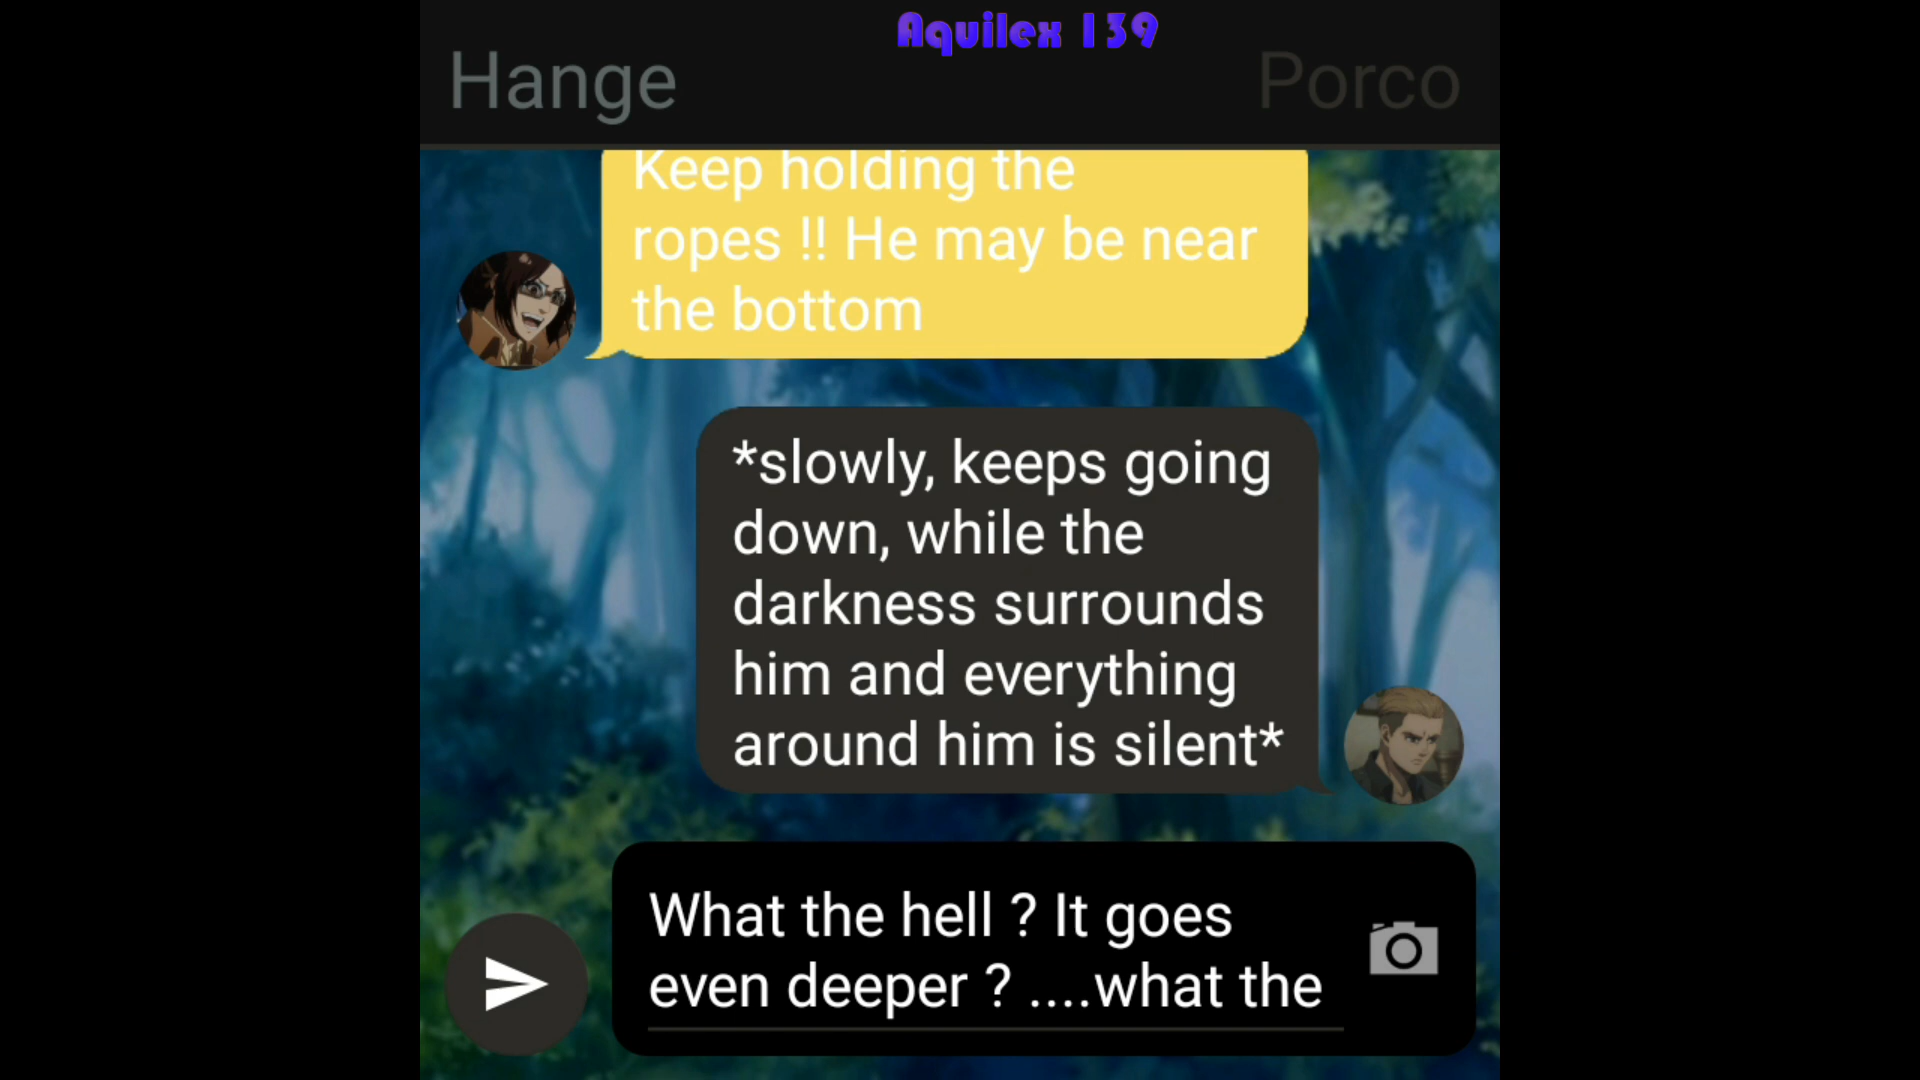 Aquilex 139
Hange
Porco
Keep holding the
ropes !! He may be near
the bottom
*slowly, keeps going
down, while the
darkness surrounds
him and everything
around him is silent*
What the hell ? It goes
even deeper ? ....what the